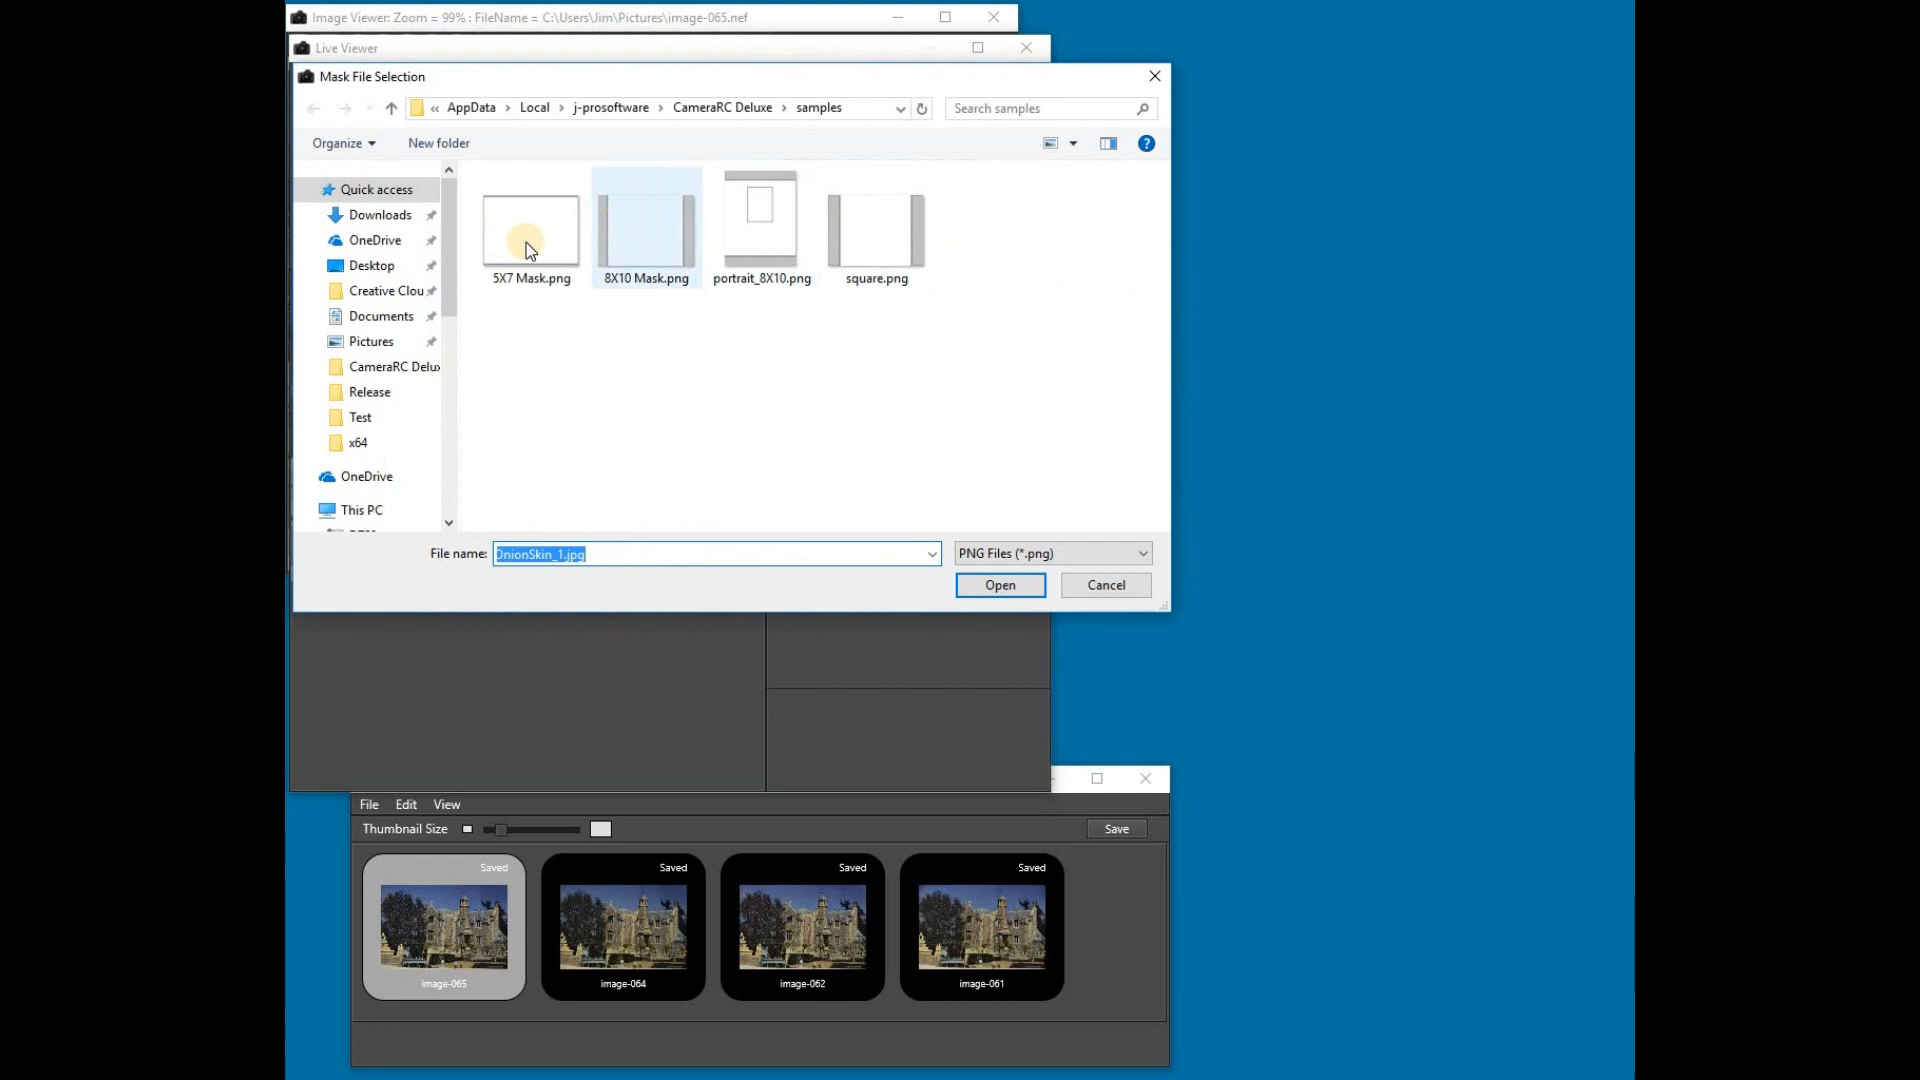 Image Viewer: Zoom = 99% : FileName = C:\Users\Jim\Pictures\image-065.nef
Live Viewer
Mask File Selection
« AppData > Local > j-prosoftware > CameraRC Deluxe > samples
Search samples
Organize
New folder
Quick access
Downloads
OneDrive
Desktop
Creative Clou
Documents
Pictures
CameraRC Delux
Release
Test
x64
OneDrive
This PC
5X7 Mask.png
8X10 Mask.png
portrait_8X10.png
square.png
File name: OnionSkin_1.jpg
PNG Files (*.png)
Open
Cancel
File Edit View
Thumbnail Size
Save
Saved
Saved
Saved
Saved
image-065
image-064
image-062
image-061